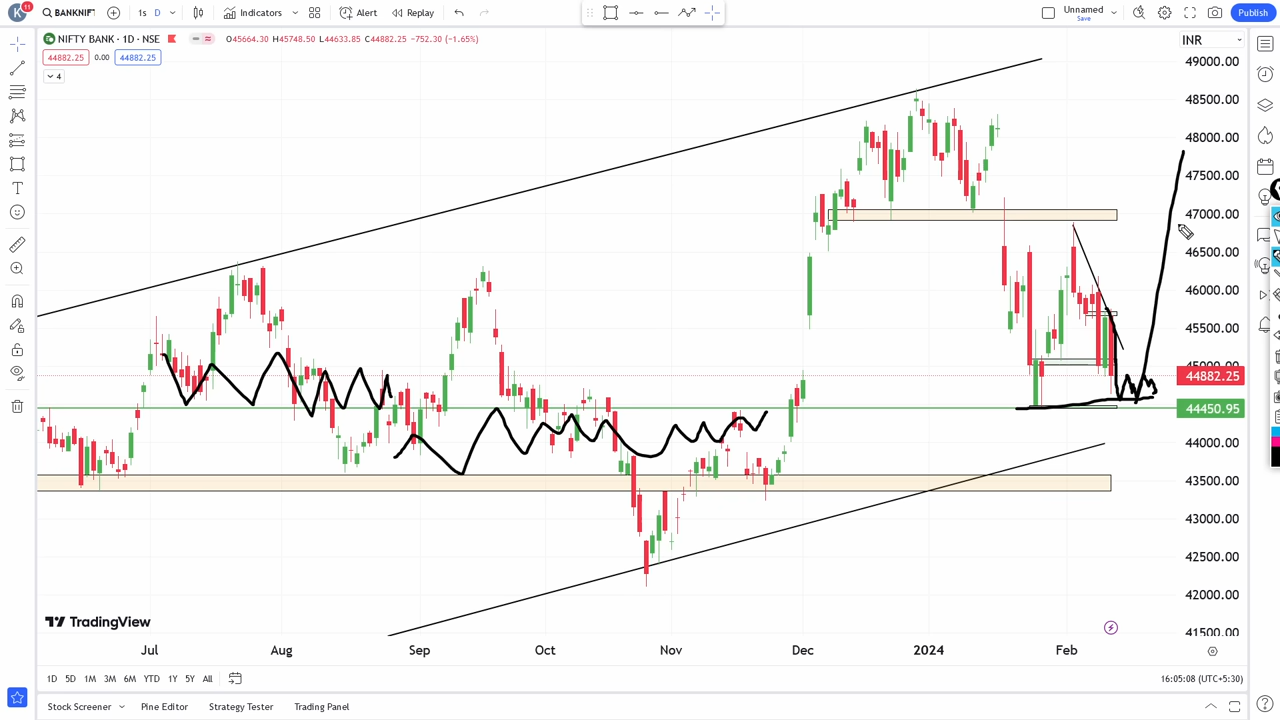 K 11 BANKNIFT 1s D Indicators Alert Replay Unnamed Save Publish
NIFTY BANK · 1D · NSE O45664.30 H45748.50 L44633.85 C44882.25 −752.30 (−1.65%)
INR
44882.25 0.00 44882.25
4
49000.00
48500.00
48000.00
47500.00
47000.00
46500.00
46000.00
45500.00
45000.00
44882.25
44450.95
44000.00
43500.00
43000.00
42500.00
42000.00
41500.00
TradingView
Jul Aug Sep Oct Nov Dec 2024 Feb
1D 5D 1M 3M 6M YTD 1Y 5Y All 16:05:08 (UTC+5:30)
Stock Screener Pine Editor Strategy Tester Trading Panel